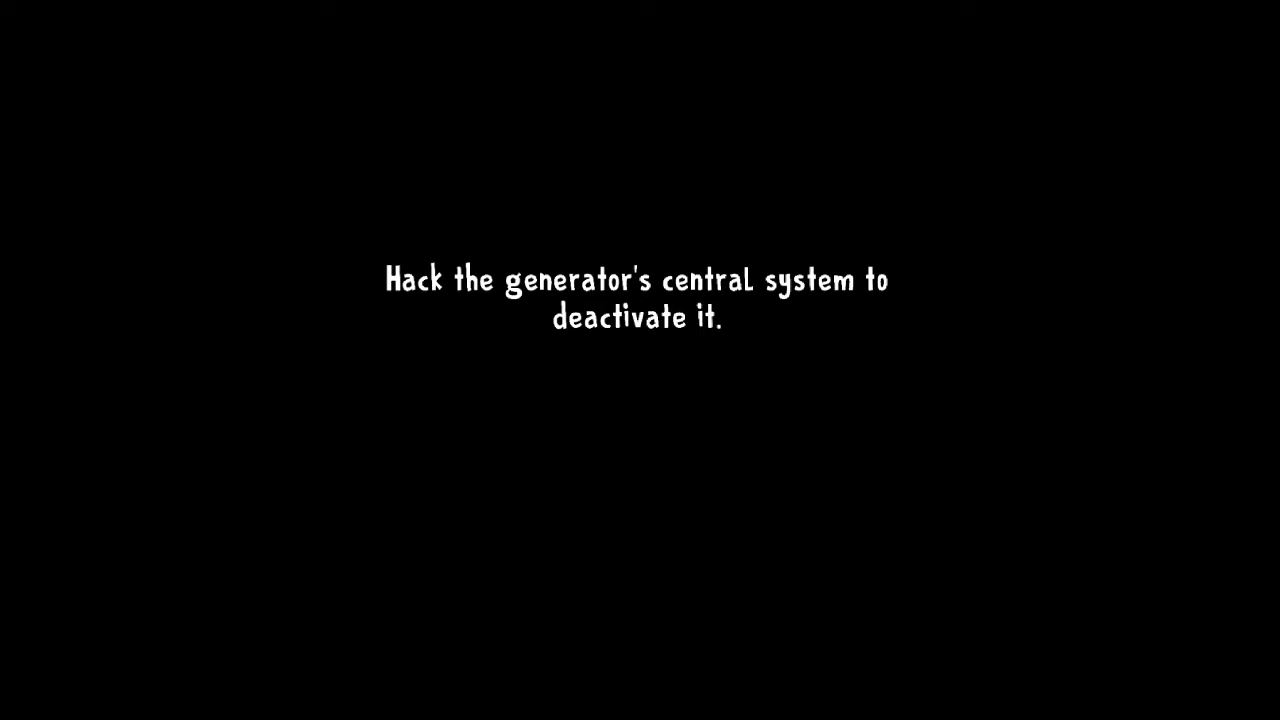 Hack the generator's central system to
deactivate it.